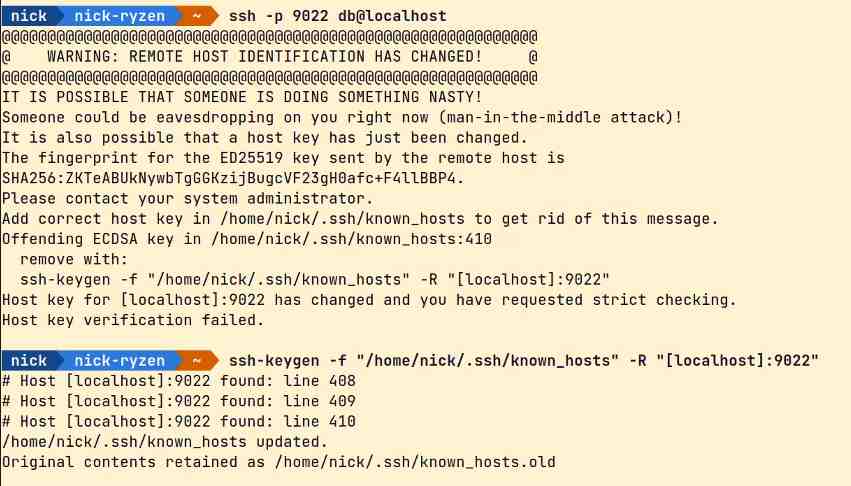 nick nick-ryzen ~ ssh -p 9022 db@localhost
@@@@@@@@@@@@@@@@@@@@@@@@@@@@@@@@@@@@@@@@@@@@@@@@@@@@@@@@@@@
@    WARNING: REMOTE HOST IDENTIFICATION HAS CHANGED!     @
@@@@@@@@@@@@@@@@@@@@@@@@@@@@@@@@@@@@@@@@@@@@@@@@@@@@@@@@@@@
IT IS POSSIBLE THAT SOMEONE IS DOING SOMETHING NASTY!
Someone could be eavesdropping on you right now (man-in-the-middle attack)!
It is also possible that a host key has just been changed.
The fingerprint for the ED25519 key sent by the remote host is
SHA256:ZKTeABUkNywbTgGGKzijBugcVF23gH0afc+F4llBBP4.
Please contact your system administrator.
Add correct host key in /home/nick/.ssh/known_hosts to get rid of this message.
Offending ECDSA key in /home/nick/.ssh/known_hosts:410
  remove with:
  ssh-keygen -f "/home/nick/.ssh/known_hosts" -R "[localhost]:9022"
Host key for [localhost]:9022 has changed and you have requested strict checking.
Host key verification failed.
nick nick-ryzen ~ ssh-keygen -f "/home/nick/.ssh/known_hosts" -R "[localhost]:9022"
# Host [localhost]:9022 found: line 408
# Host [localhost]:9022 found: line 409
# Host [localhost]:9022 found: line 410
/home/nick/.ssh/known_hosts updated.
Original contents retained as /home/nick/.ssh/known_hosts.old